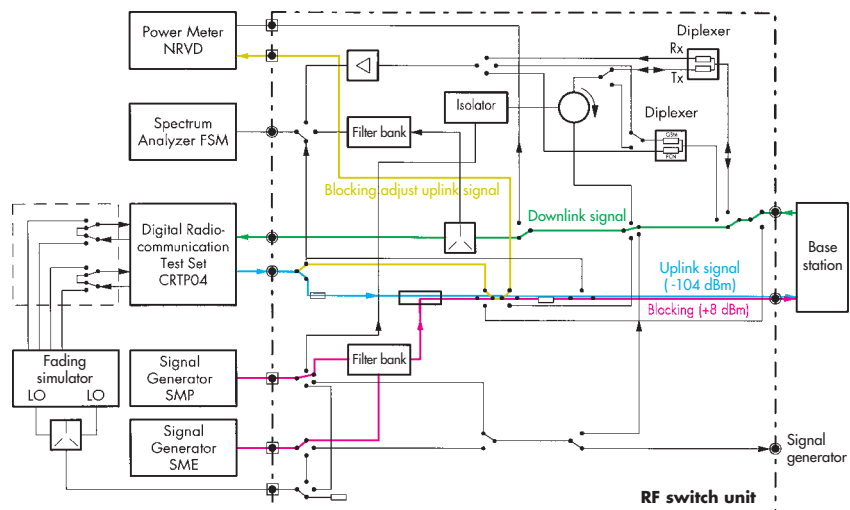 Power Meter
NRVD
Diplexer
Rx
Tx
Isolator
Diplexer
GSM
FCN
Spectrum
Analyzer FSM
Filter bank
Blocking adjust uplink signal
Downlink signal
Digital Radio-
communication
Test Set
CRTP04
Base
station
Uplink signal
(-104 dBm)
Blocking (+8 dBm)
Fading
simulator
LO
LO
Signal
Generator
SMP
Filter bank
Signal
Generator
SME
Signal
generator
RF switch unit